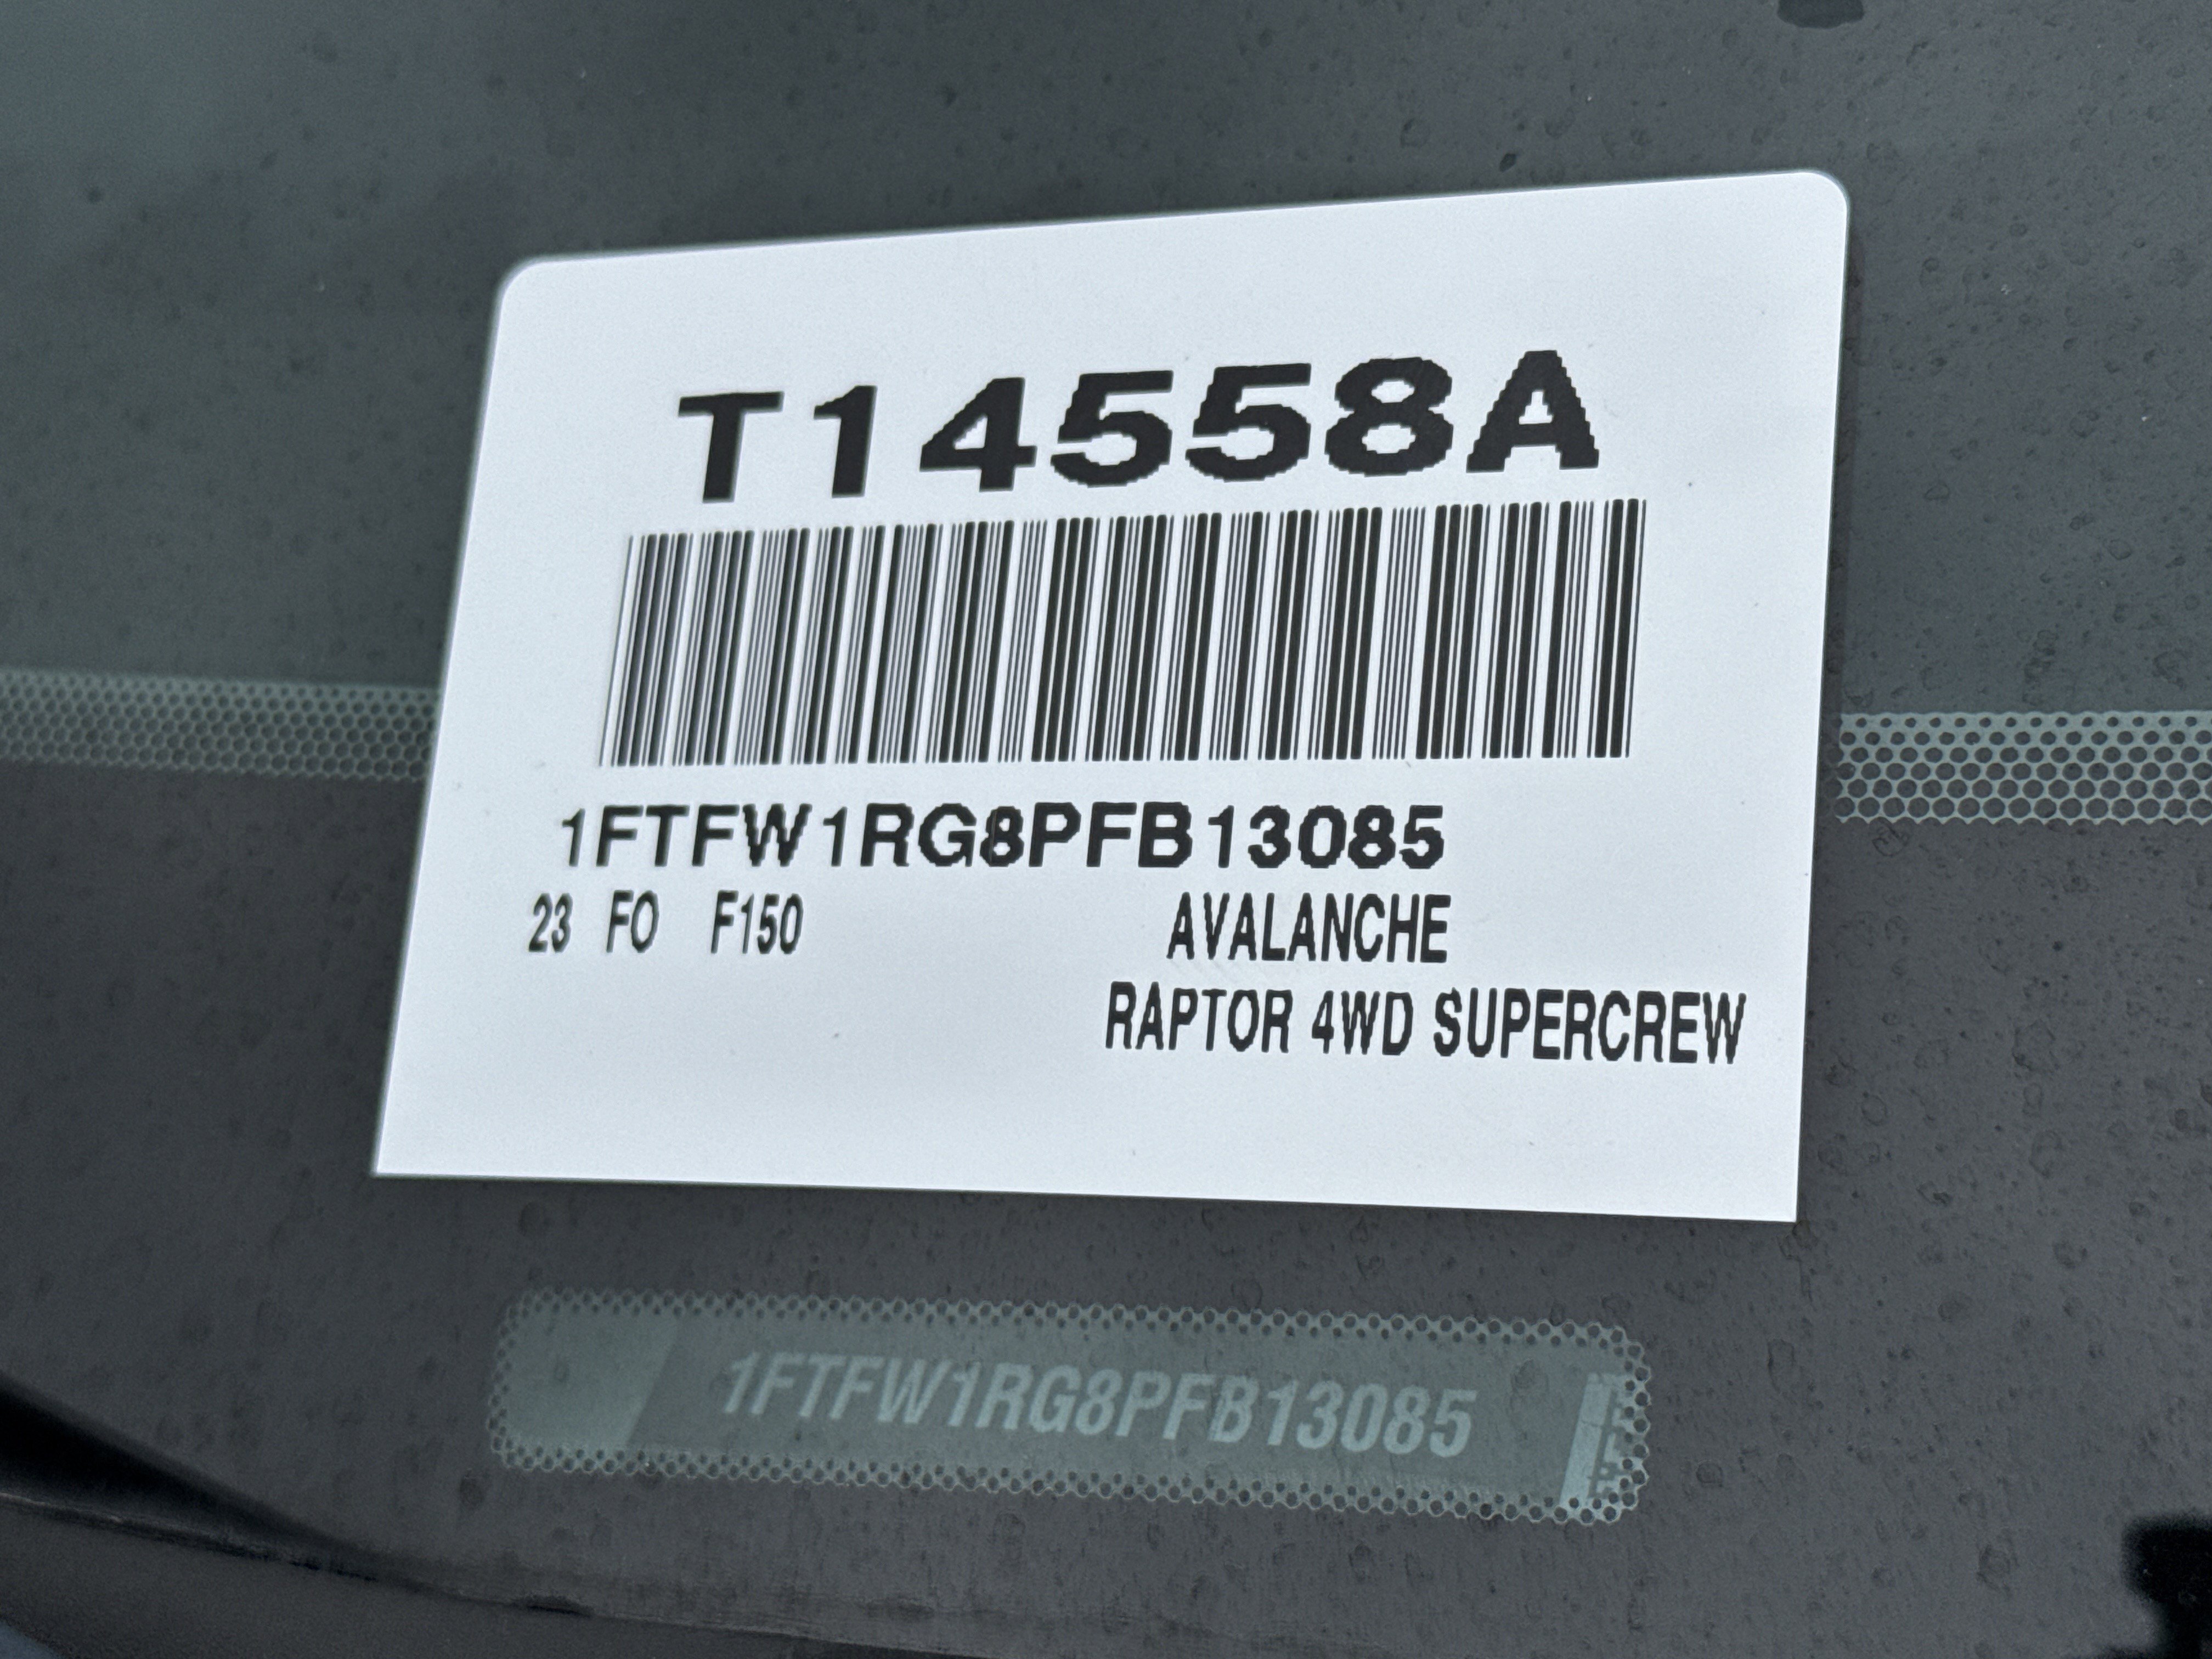 T14558A
1FTFW1RG8PFB13085
23 FO F150 AVALANCHE
RAPTOR 4WD SUPERCREW
1FTFW1RG8PFB13085